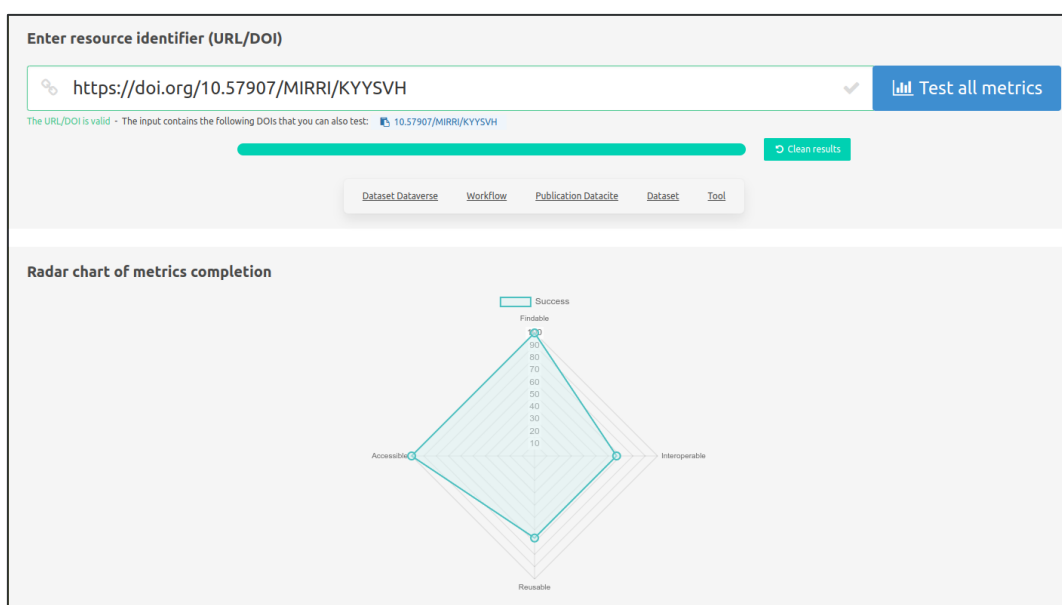 Enter resource identifier (URL/DOI)
https://doi.org/10.57907/MIRRI/KYYSVH
Test all metrics
The URL/DOI is valid - The input contains the following DOIs that you can also test: 10.57907/MIRRI/KYYSVH
Clean results
Dataset Dataverse Workflow Publication Datacite Dataset Tool
Radar chart of metrics completion
Success
Findable
100
90
80
70
60
50
40
30
20
10
Accessible Interoperable
Reusable